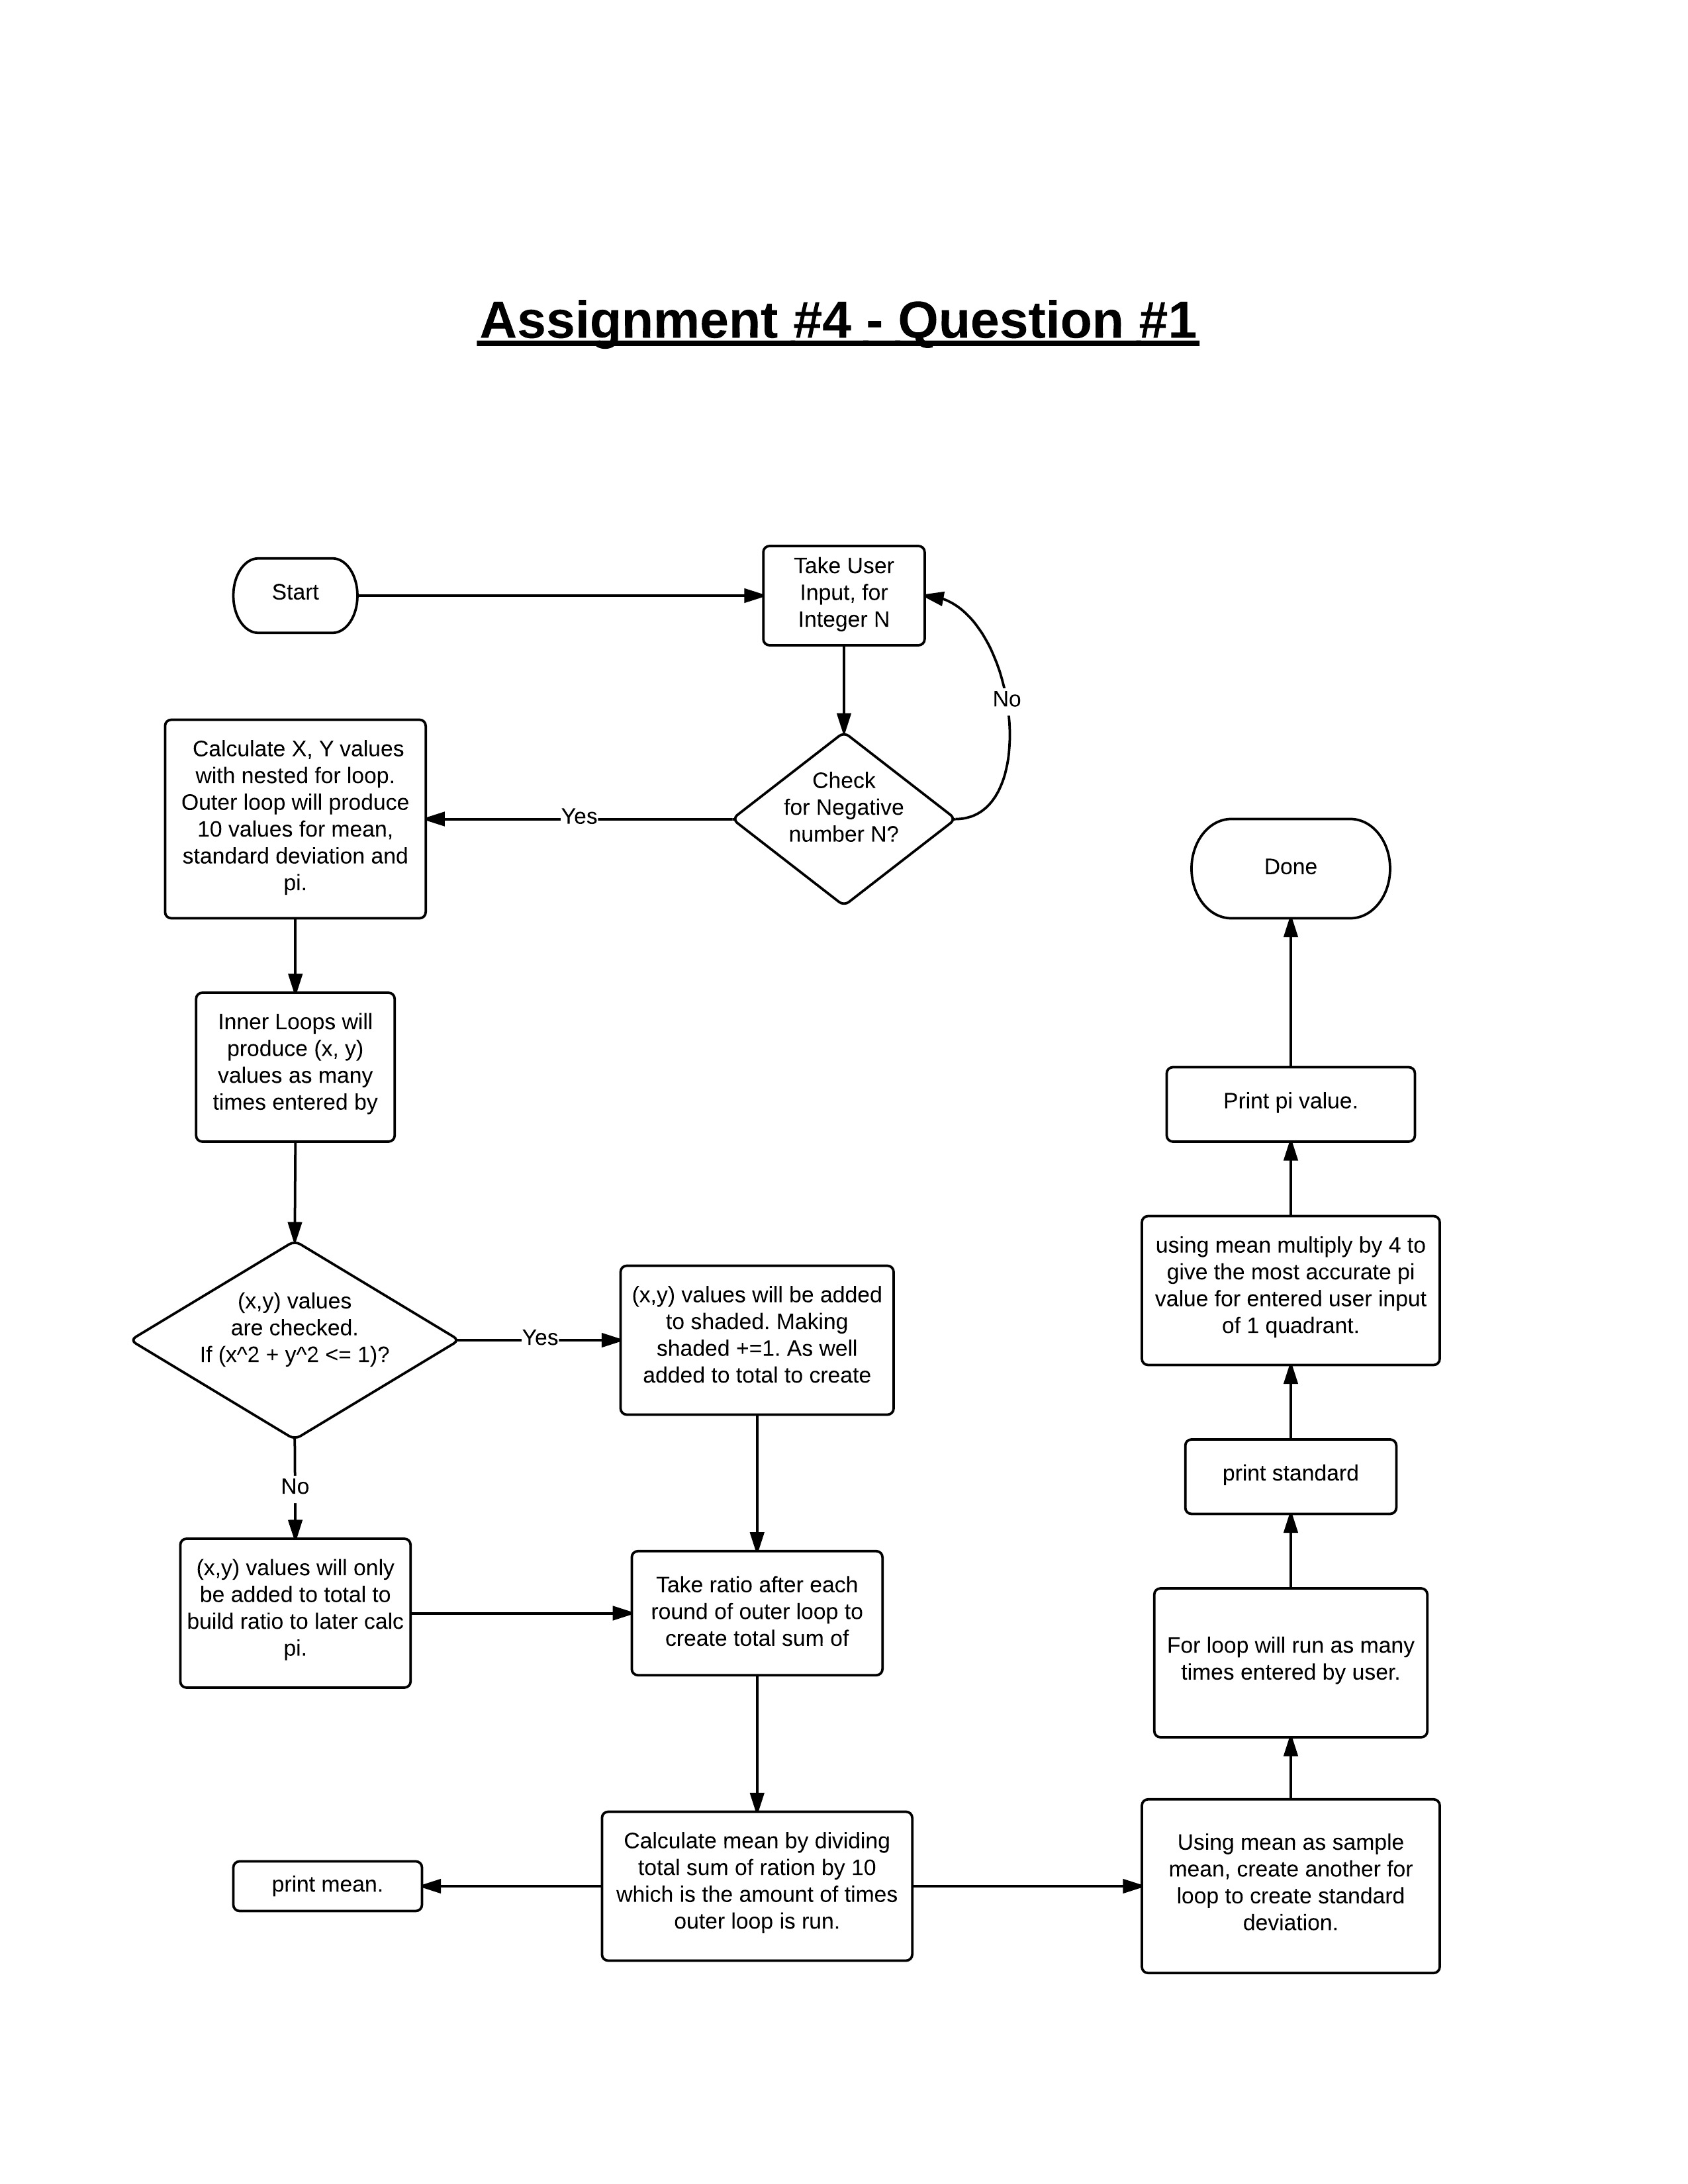 Assignment #4 - Question #1
Start
Take User
Input, for
Integer N
No
Check
for Negative
number N?
Yes
Calculate X, Y values
with nested for loop.
Outer loop will produce
10 values for mean,
standard deviation and
pi.
Inner Loops will
produce (x, y)
values as many
times entered by
(x,y) values
are checked.
If (x^2 + y^2 <= 1)?
Yes
(x,y) values will be added
to shaded. Making
shaded +=1. As well
added to total to create
No
(x,y) values will only
be added to total to
build ratio to later calc
pi.
Take ratio after each
round of outer loop to
create total sum of
Calculate mean by dividing
total sum of ration by 10
which is the amount of times
outer loop is run.
print mean.
Using mean as sample
mean, create another for
loop to create standard
deviation.
For loop will run as many
times entered by user.
print standard
using mean multiply by 4 to
give the most accurate pi
value for entered user input
of 1 quadrant.
Print pi value.
Done